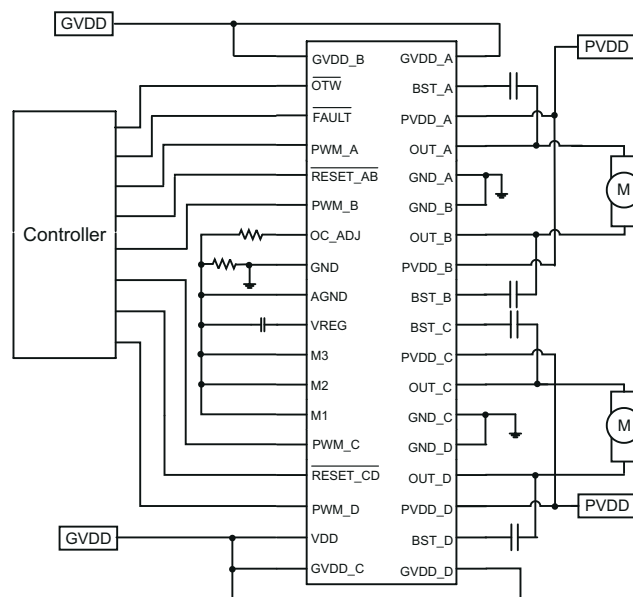 GVDD
PVDD
GVDD_B
GVDD_A
OTW
BST_A
FAULT
PVDD_A
PWM_A
OUT_A
RESET_AB
GND_A
M
PWM_B
GND_B
Controller
OC_ADJ
OUT_B
GND
PVDD_B
AGND
BST_B
VREG
BST_C
M3
PVDD_C
M2
OUT_C
M1
GND_C
M
PWM_C
GND_D
RESET_CD
OUT_D
PWM_D
PVDD_D
PVDD
GVDD
VDD
BST_D
GVDD_C
GVDD_D